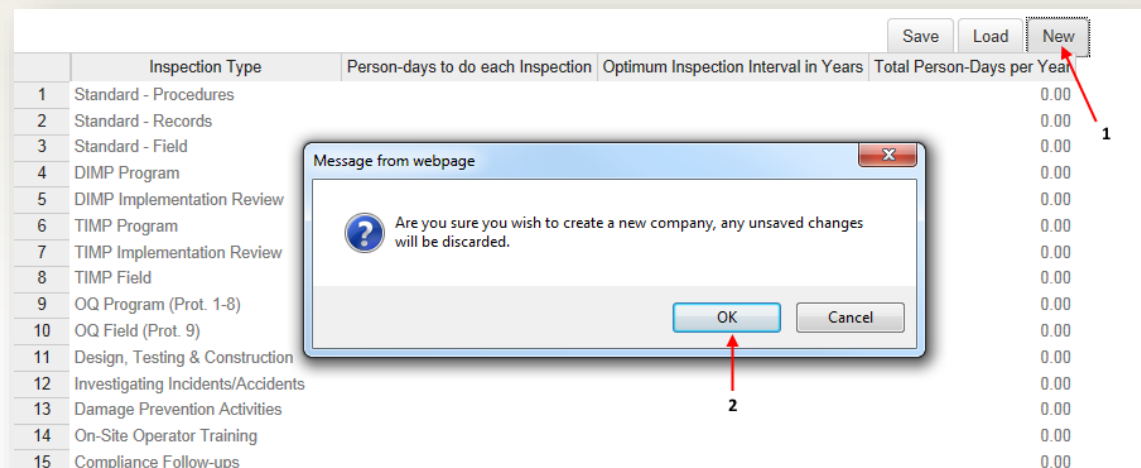 Save Load New
Inspection Type Person-days to do each Inspection Optimum Inspection Interval in Years Total Person-Days per Year
1 Standard - Procedures 0.00
2 Standard - Records 0.00
1
3 Standard - Field 0.00
Message from webpage
4 DIMP Program 0.00
5 DIMP Implementation Review 0.00
6 TIMP Program 0.00
Are you sure you wish to create a new company, any unsaved changes
will be discarded.
7 TIMP Implementation Review 0.00
8 TIMP Field 0.00
9 OQ Program (Prot. 1-8) 0.00
10 OQ Field (Prot. 9) 0.00
OK Cancel
11 Design, Testing & Construction 0.00
12 Investigating Incidents/Accidents 0.00
13 Damage Prevention Activities 0.00
2
14 On-Site Operator Training 0.00
15 Compliance Follow-ups 0.00